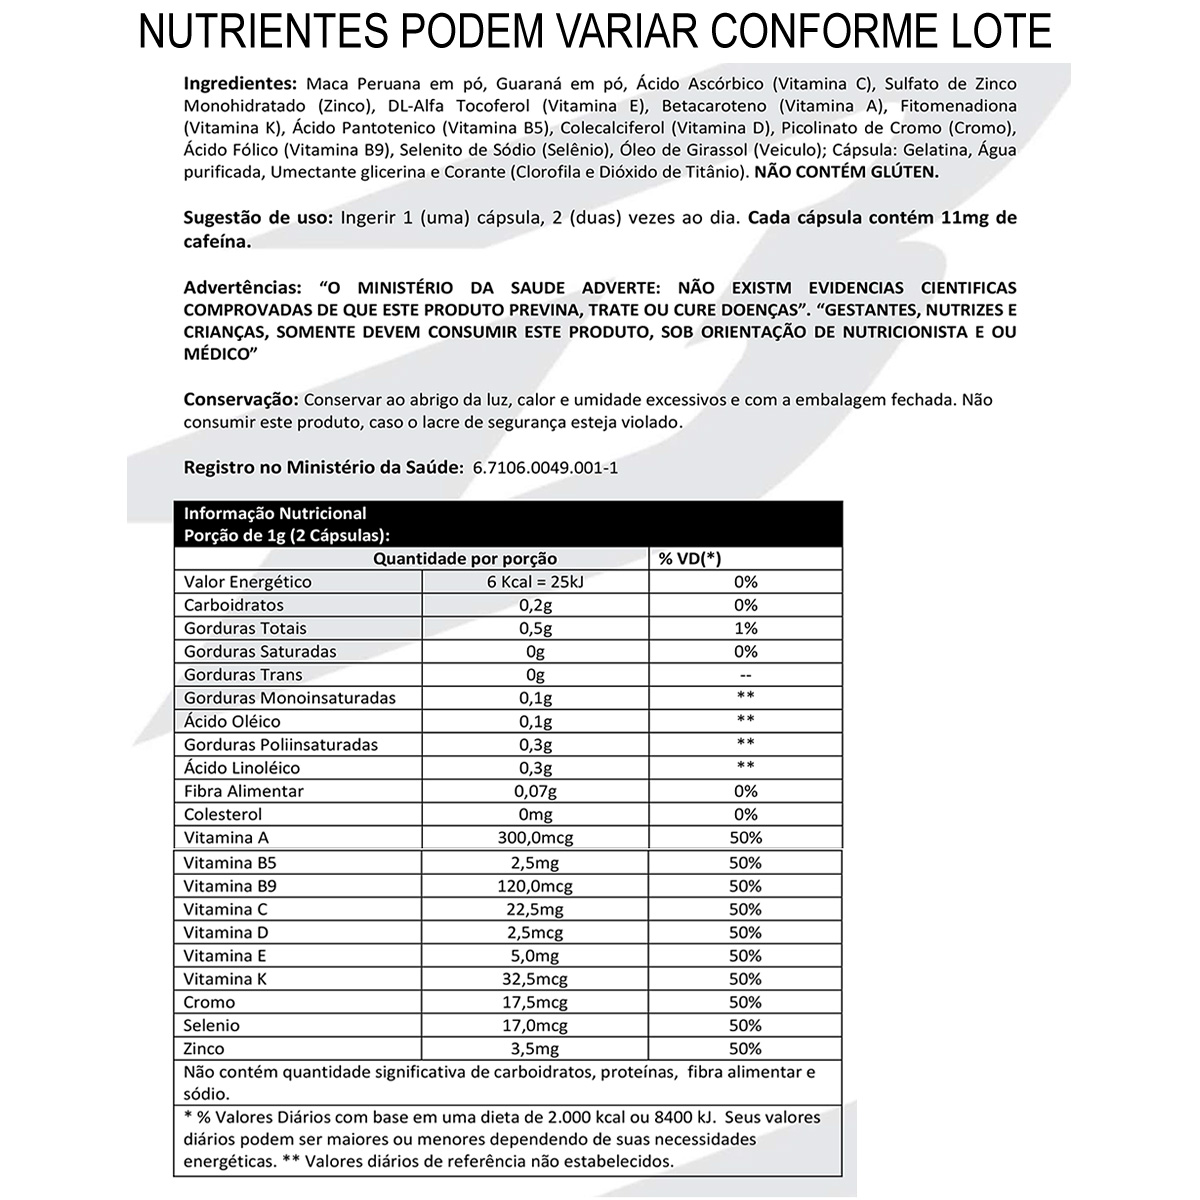 NUTRIENTES PODEM VARIAR CONFORME LOTE
Ingredientes: Maca Peruana em pó, Guaraná em pó, Ácido Ascórbico (Vitamina C), Sulfato de Zinco
Monohidratado (Zinco), DL-Alfa Tocoferol (Vitamina E), Betacaroteno (Vitamina A), Fitomenadiona
(Vitamina K), Ácido Pantotenico (Vitamina B5), Colecalciferol (Vitamina D), Picolinato de Cromo (Cromo),
Ácido Fólico (Vitamina B9), Selenito de Sódio (Selênio), Óleo de Girassol (Veiculo); Cápsula: Gelatina, Água
purificada, Umectante glicerina e Corante (Clorofila e Dióxido de Titânio). NÃO CONTÉM GLÚTEN.
Sugestão de uso: Ingerir 1 (uma) cápsula, 2 (duas) vezes ao dia. Cada cápsula contém 11mg de
cafeína.
Advertências: “O MINISTÉRIO DA SAUDE ADVERTE: NÃO EXISTM EVIDENCIAS CIENTIFICAS
COMPROVADAS DE QUE ESTE PRODUTO PREVINA, TRATE OU CURE DOENÇAS”. “GESTANTES, NUTRIZES E
CRIANÇAS, SOMENTE DEVEM CONSUMIR ESTE PRODUTO, SOB ORIENTAÇÃO DE NUTRICIONISTA E OU
MÉDICO”
Conservação: Conservar ao abrigo da luz, calor e umidade excessivos e com a embalagem fechada. Não
consumir este produto, caso o lacre de segurança esteja violado.
Registro no Ministério da Saúde: 6.7106.0049.001-1
Informação Nutricional
Porção de 1g (2 Cápsulas):
Quantidade por porção % VD(*)
Valor Energético 6 Kcal = 25kJ 0%
Carboidratos 0,2g 0%
Gorduras Totais 0,5g 1%
Gorduras Saturadas 0g 0%
Gorduras Trans 0g --
Gorduras Monoinsaturadas 0,1g **
Ácido Oléico 0,1g **
Gorduras Poliinsaturadas 0,3g **
Ácido Linoléico 0,3g **
Fibra Alimentar 0,07g 0%
Colesterol 0mg 0%
Vitamina A 300,0mcg 50%
Vitamina B5 2,5mg 50%
Vitamina B9 120,0mcg 50%
Vitamina C 22,5mg 50%
Vitamina D 2,5mcg 50%
Vitamina E 5,0mg 50%
Vitamina K 32,5mcg 50%
Cromo 17,5mcg 50%
Selenio 17,0mcg 50%
Zinco 3,5mg 50%
Não contém quantidade significativa de carboidratos, proteínas, fibra alimentar e
sódio.
* % Valores Diários com base em uma dieta de 2.000 kcal ou 8400 kJ. Seus valores
diários podem ser maiores ou menores dependendo de suas necessidades
energéticas. ** Valores diários de referência não estabelecidos.